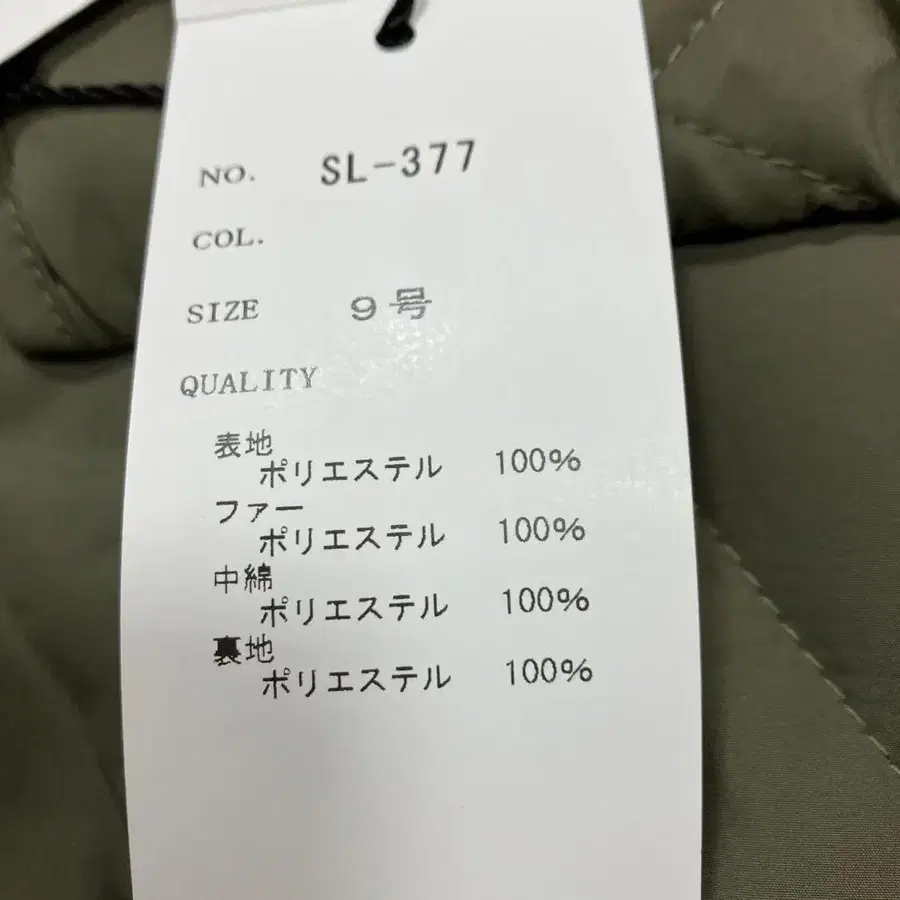 NO. SL-377
COL.
SIZE 9号
QUALITY
表地
ポリエステル 100%
ファー
ポリエステル 100%
中綿
ポリエステル 100%
裏地
ポリエステル 100%